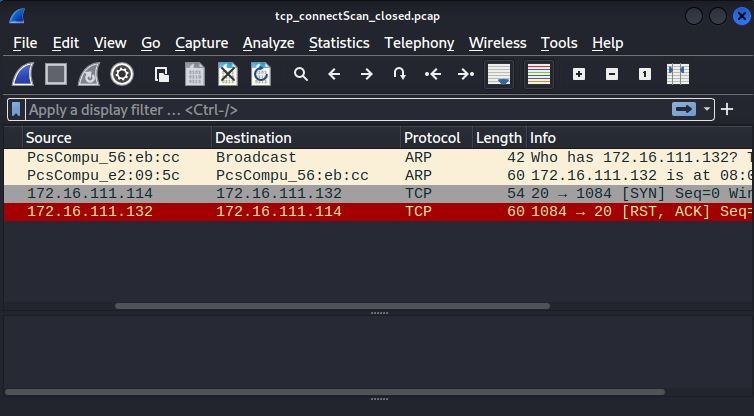 tcp_connectScan_closed.pcap
File Edit View Go Capture Analyze Statistics Telephony Wireless Tools Help
Apply a display filter ... <Ctrl-/>
Source Destination Protocol Length Info
PcsCompu_56:eb:cc Broadcast ARP 42 Who has 172.16.111.132? T
PcsCompu_e2:09:5c PcsCompu_56:eb:cc ARP 60 172.16.111.132 is at 08:0
172.16.111.114 172.16.111.132 TCP 54 20 → 1084 [SYN] Seq=0 Win
172.16.111.132 172.16.111.114 TCP 60 1084 → 20 [RST, ACK] Seq=